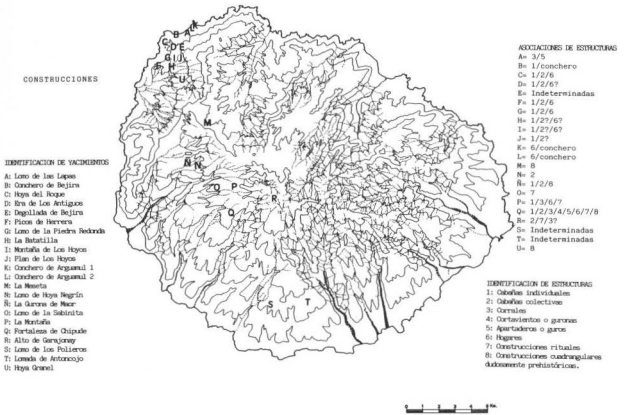 CONSTRUCCIONES
IDENTIFICACION DE YACIMIENTOS
A: Lomo de las Lapas
B: Conchero de Bejira
C: Hoya del Roque
D: Era de Los Antiguos
E: Degollada de Bejira
F: Picos de Herrera
G: Lomo de la Piedra Redonda
H: La Batatilla
I: Montaña de Los Hoyos
J: Plan de Los Hoyos
K: Conchero de Arguamul 1
L: Conchero de Arguamul 2
M: La Meseta
N: Lomo de Hoya Negrín
Ñ: La Gurona de Maor
O: Lomo de la Sabinita
P: La Montaña
Q: Fortaleza de Chipude
R: Alto de Garajonay
S: Lomo de los Polieros
T: Lomada de Antoncojo
U: Hoya Granel
B A K
C D E
G I J
F H
U
M
Ñ N
O P
Q R
S T
ASOCIACIONES DE ESTRUCTURAS
A= 3/5
B= 1/conchero
C= 1/2/6
D= 1/2/6?
E= Indeterminadas
F= 1/2/6
G= 1/2/6
H= 1/2?/6?
I= 1/2?/6?
J= 1/2?
K= 6/conchero
L= 6/conchero
M= 8
N= 2
Ñ= 1/2/8
O= 7
P= 1/3/6/7
Q= 1/2/3/4/5/6/7/8
R= 2/7/3?
S= Indeterminadas
T= Indeterminadas
U= 8
IDENTIFICACION DE ESTRUCTURAS
1: Cabañas individuales
2: Cabañas colectivas
3: Corrales
4: Cortavientos o guronas
5: Apartaderos o guros
6: Hogares
7: Construcciones rituales
8: Construcciones cuadrangulares
dudosamente prehistóricas.
0 1 2 3 4 5 Km.